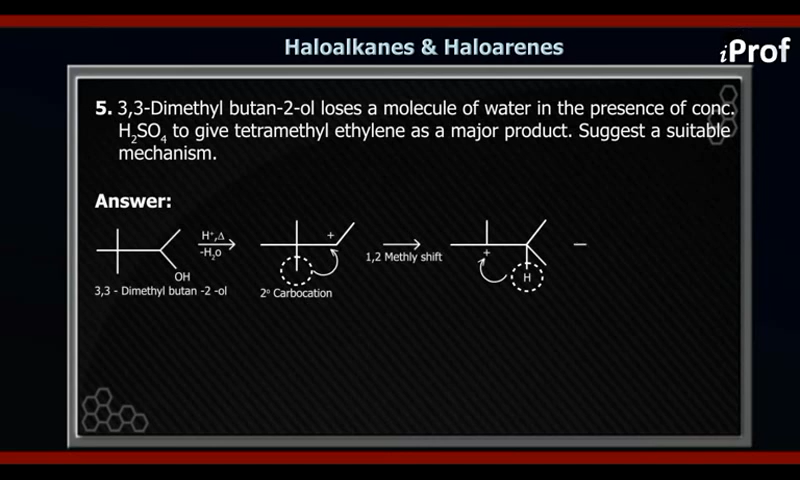 Haloalkanes & Haloarenes
iProf
5. 3,3-Dimethyl butan-2-ol loses a molecule of water in the presence of conc.
H₂SO₄ to give tetramethyl ethylene as a major product. Suggest a suitable
mechanism.
Answer:
H⁺,Δ
-H₂o
+
1,2 Methly shift
+
H
OH
3,3 - Dimethyl butan -2 -ol
2° Carbocation